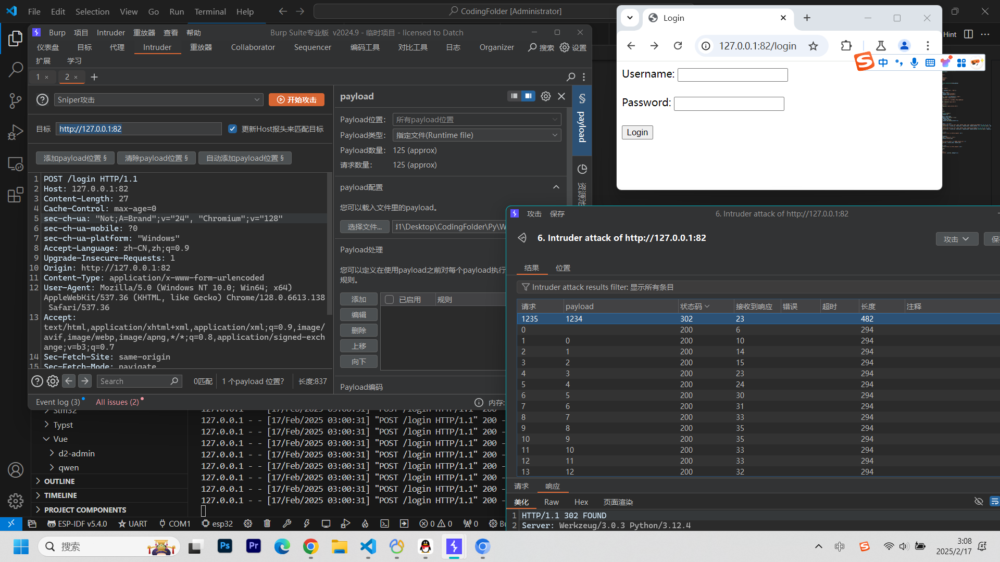 File Edit Selection View Go Run Terminal Help
CodingFolder [Administrator]
Hint
Burp 项目 Intruder 重放器 查看 帮助
Burp Suite专业版 v2024.9 - 临时项目 - licensed to Datch
仪表盘 目标 代理 Intruder 重放器 Collaborator Sequencer 编码工具 对比工具 日志 Organizer 搜索 设置
扩展 学习
1 × 2 × +
Sniper攻击
开始攻击
目标 http://127.0.0.1:82
更新Host报头来匹配目标
添加payload位置 §
清除payload位置 §
自动添加payload位置 §
1 POST /login HTTP/1.1
2 Host: 127.0.0.1:82
3 Content-Length: 27
4 Cache-Control: max-age=0
5 sec-ch-ua: "Not;A=Brand";v="24", "Chromium";v="128"
6 sec-ch-ua-mobile: ?0
7 sec-ch-ua-platform: "Windows"
8 Accept-Language: zh-CN,zh;q=0.9
9 Upgrade-Insecure-Requests: 1
10 Origin: http://127.0.0.1:82
11 Content-Type: application/x-www-form-urlencoded
12 User-Agent: Mozilla/5.0 (Windows NT 10.0; Win64; x64)
AppleWebKit/537.36 (KHTML, like Gecko) Chrome/128.0.6613.138
Safari/537.36
13 Accept:
text/html,application/xhtml+xml,application/xml;q=0.9,image/
avif,image/webp,image/apng,*/*;q=0.8,application/signed-exch
ange;v=b3;q=0.7
14 Sec-Fetch-Site: same-origin
15 Sec-Fetch-Mode: navigate
Search
0匹配
1 个payload 位置?
长度:837
Event log (3)
All issues (2)
内存:
payload
Payload位置: 所有payload位置
Payload类型: 指定文件(Runtime file)
Payload数量: 125 (approx)
请求数量: 125 (approx)
payload配置
您可以载入文件里的payload。
选择文件...
\Desktop\CodingFolder\Py\W
Payload处理
您可以定义在使用payload之前对每个payload执行
规则。
添加 已启用 规则
编辑
删除
上移
向下
Payload编码
§ payload
资源池
Login
127.0.0.1:82/login
中
Username:
Password:
Login
攻击 保存
6. Intruder attack of http://127.0.0.1:82
6. Intruder attack of http://127.0.0.1:82
攻击
结果 位置
Intruder attack results filter: 显示所有条目
请求 payload 状态码 接收到响应 错误 超时 长度 注释
1235 1234 302 23 482
0 200 6 294
1 0 200 10 294
2 1 200 14 294
3 2 200 15 294
4 3 200 23 294
5 4 200 24 294
6 5 200 30 294
7 6 200 31 294
8 7 200 33 294
9 8 200 35 294
10 9 200 35 294
11 10 200 33 294
12 11 200 33 294
13 12 200 32 294
请求 响应
美化 Raw Hex 页面渲染
1 HTTP/1.1 302 FOUND
2 Server: Werkzeug/3.0.3 Python/3.12.4
Stm32
Typst
Vue
d2-admin
qwen
OUTLINE
TIMELINE
PROJECT COMPONENTS
127.0.0.1 - - [17/Feb/2025 03:00:31] "POST /login HTTP/1.1" 200 -
127.0.0.1 - - [17/Feb/2025 03:00:31] "POST /login HTTP/1.1" 200 -
127.0.0.1 - - [17/Feb/2025 03:00:31] "POST /login HTTP/1.1" 200 -
127.0.0.1 - - [17/Feb/2025 03:00:31] "POST /login HTTP/1.1" 200 -
127.0.0.1 - - [17/Feb/2025 03:00:31] "POST /login HTTP/1.1" 200 -
127.0.0.1 - - [17/Feb/2025 03:00:31] "POST /login HTTP/1.1" 200 -
127.0.0.1 - - [17/Feb/2025 03:00:31] "POST /login HTTP/1.1" 200 -
127.0.0.1 - - [17/Feb/2025 03:00:31] "POST /login HTTP/1.1" 200 -
127.0.0.1 - - [17/Feb/2025 03:00:31] "POST /login HTTP/1.1" 200 -
ESP-IDF v5.4.0 UART COM1 esp32 0 0 0
搜索
Ps
Pr
中
3:08
2025/2/17